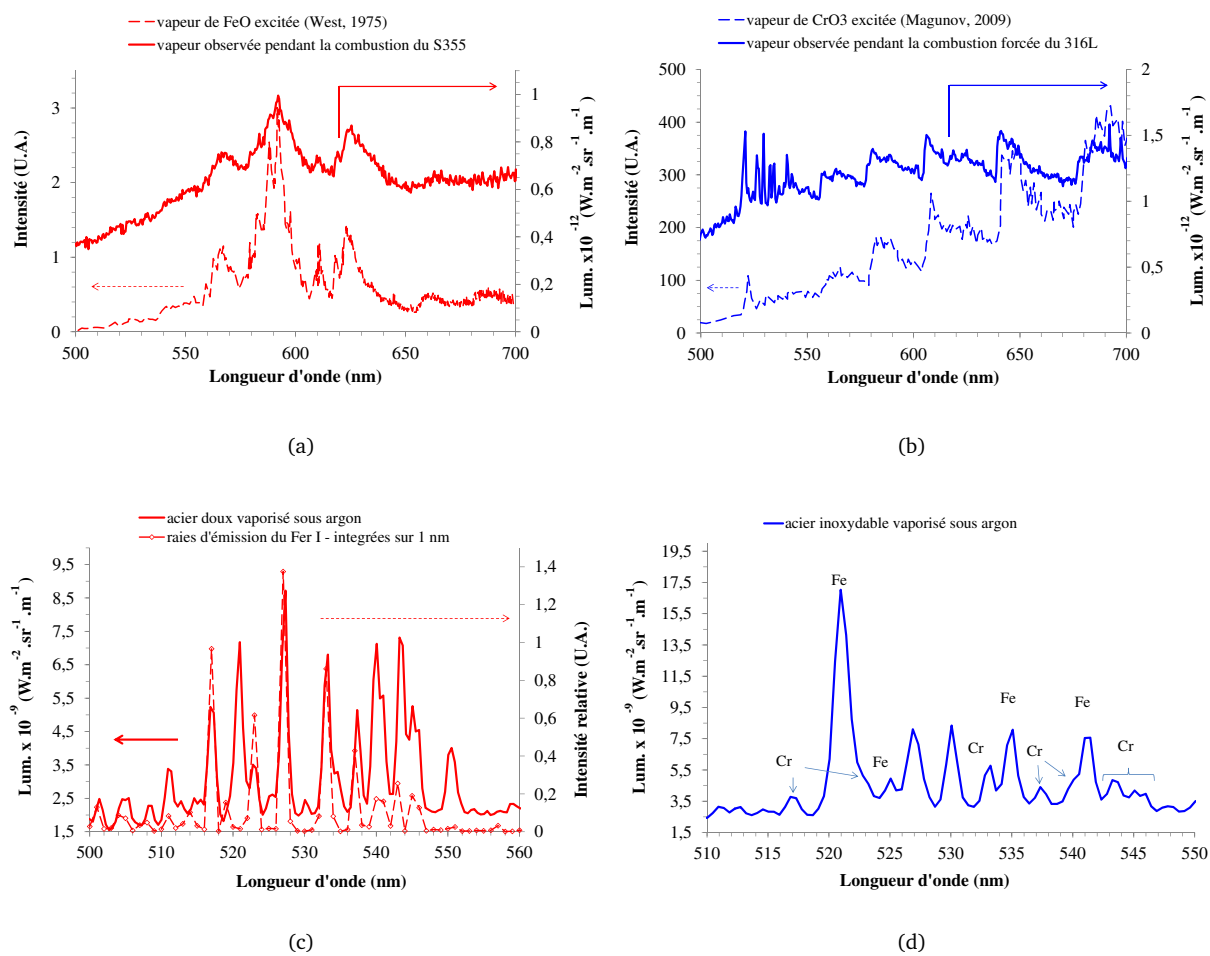 vapeur de FeO excitée (West, 1975)
vapeur observée pendant la combustion du S355
Intensité (U.A.)
3
2
1
0
1
0,8
0,6
0,4
0,2
0
Lum. x10 -12 (W.m-2.sr-1.m-1)
500 550 600 650 700
Longueur d'onde (nm)
(a)
vapeur de CrO3 excitée (Magunov, 2009)
vapeur observée pendant la combustion forcée du 316L
Intensité (U.A.)
500
450
400
350
300
250
200
150
100
50
0
2
1,5
1
0,5
0
Lum. x10 -12 (W.m-2.sr-1.m-1)
500 550 600 650 700
Longueur d'onde (nm)
(b)
acier doux vaporisé sous argon
raies d'émission du Fer I - integrées sur 1 nm
Lum. x 10 -9 (W.m-2.sr-1.m-1)
9,5
8,5
7,5
6,5
5,5
4,5
3,5
2,5
1,5
1,4
1,2
1
0,8
0,6
0,4
0,2
0
Intensité relative (U.A.)
500 510 520 530 540 550 560
Longueur d'onde (nm)
(c)
acier inoxydable vaporisé sous argon
Lum. x 10 -9 (W.m-2.sr-1.m-1)
19,5
17,5
15,5
13,5
11,5
9,5
7,5
5,5
3,5
1,5
Fe
Fe
Fe
Cr
Fe
Cr
Cr
Cr
510 515 520 525 530 535 540 545 550
Longueur d'onde (nm)
(d)